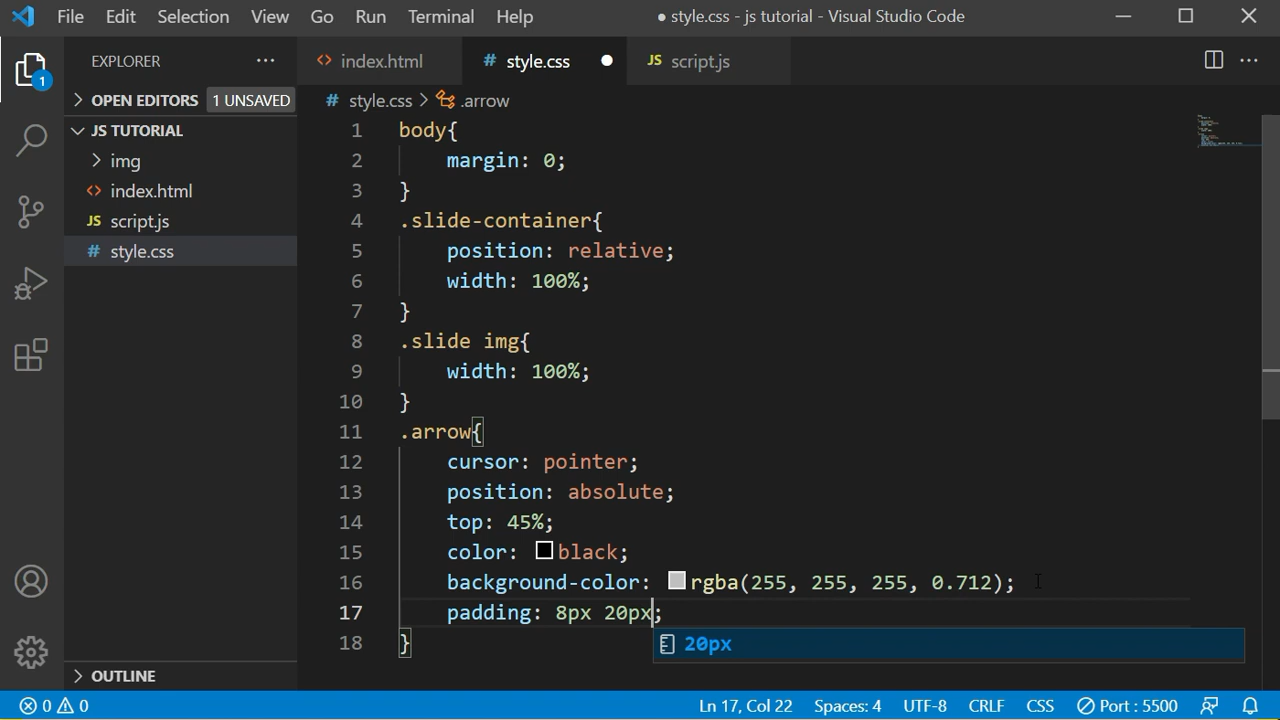 File Edit Selection View Go Run Terminal Help ● style.css - js tutorial - Visual Studio Code
EXPLORER ··· <> index.html # style.css ● JS script.js ···
1
> OPEN EDITORS 1 UNSAVED
# style.css > .arrow
JS TUTORIAL
> img
<> index.html
JS script.js
# style.css
1 body{
2 margin: 0;
3 }
4 .slide-container{
5 position: relative;
6 width: 100%;
7 }
8 .slide img{
9 width: 100%;
10 }
11 .arrow{
12 cursor: pointer;
13 position: absolute;
14 top: 45%;
15 color: black;
16 background-color: rgba(255, 255, 255, 0.712);
17 padding: 8px 20px;
20px
18 }
> OUTLINE
0 0 Ln 17, Col 22 Spaces: 4 UTF-8 CRLF CSS Port : 5500